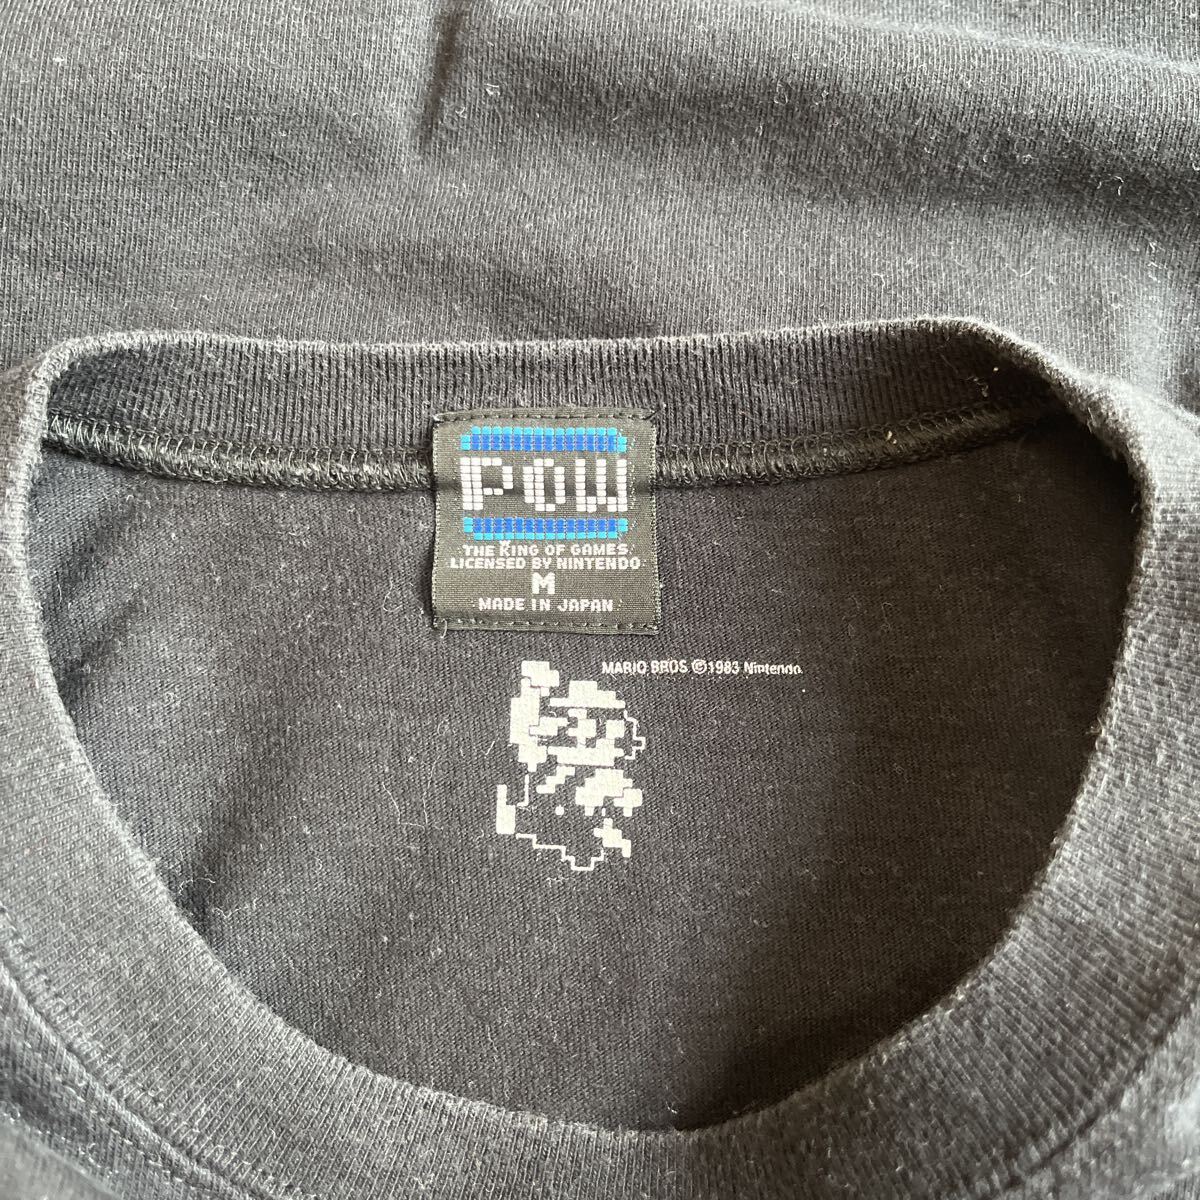 POW
THE KING OF GAMES
LICENSED BY NINTENDO
M
MADE IN JAPAN
MARIO BROS ©1983 Nintendo